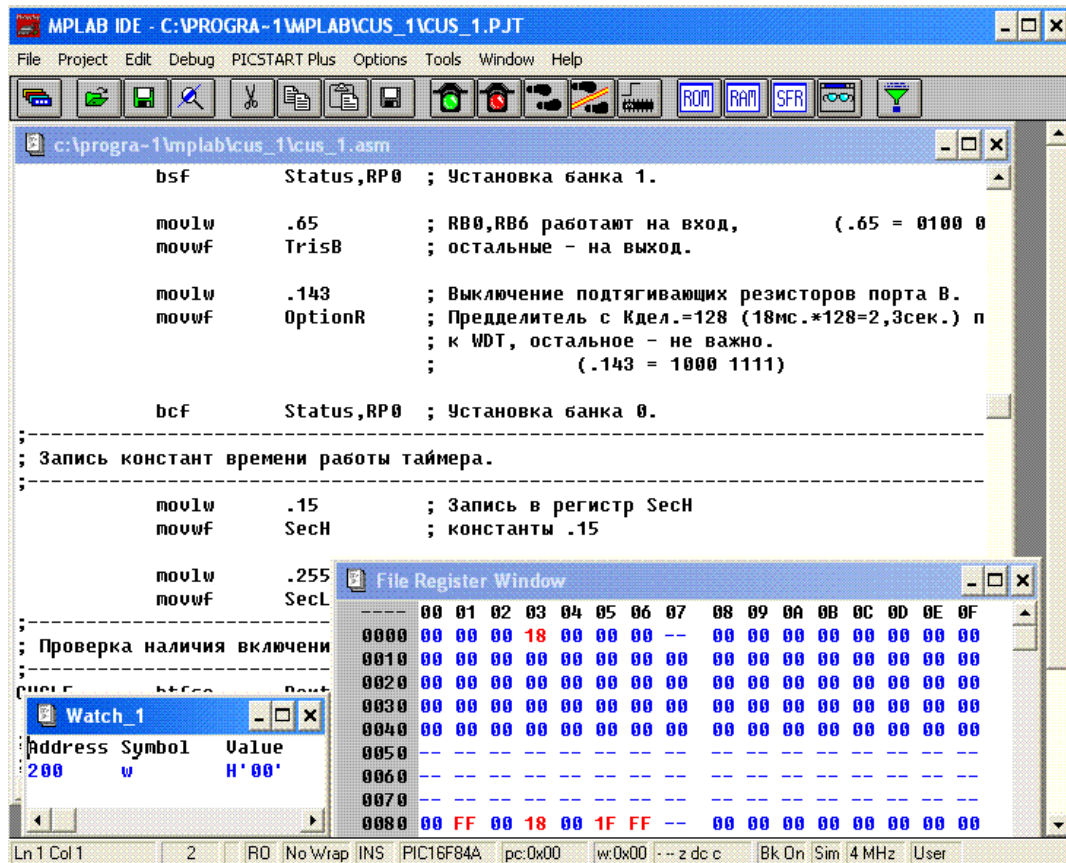 MPLAB IDE - C:\PROGRA~1\MPLAB\CUS_1\CUS_1.PJT
File Project Edit Debug PICSTART Plus Options Tools Window Help
ROM RAM SFR
c:\progra~1\mplab\cus_1\cus_1.asm
bsf Status,RP0 ; Установка банка 1.
movlw .65 ; RB0,RB6 работают на вход, (.65 = 0100 0
movwf TrisB ; остальные - на выход.
movlw .143 ; Выключение подтягивающих резисторов порта В.
movwf OptionR ; Предделитель с Кдел.=128 (18мс.*128=2,3сек.) п
; к WDT, остальное - не важно.
; (.143 = 1000 1111)
bcf Status,RP0 ; Установка банка 0.
;--------------------------------------------------------------------
; Запись констант времени работы таймера.
;--------------------------------------------------------------------
movlw .15 ; Запись в регистр SecH
movwf SecH ; константы .15
movlw .255
movwf SecL
;--------------------------
; Проверка наличия включени
;--------------------------
File Register Window
---- 00 01 02 03 04 05 06 07 08 09 0A 0B 0C 0D 0E 0F
0000 00 00 00 18 00 00 00 -- 00 00 00 00 00 00 00 00
0010 00 00 00 00 00 00 00 00 00 00 00 00 00 00 00 00
0020 00 00 00 00 00 00 00 00 00 00 00 00 00 00 00 00
0030 00 00 00 00 00 00 00 00 00 00 00 00 00 00 00 00
0040 00 00 00 00 00 00 00 00 00 00 00 00 00 00 00 00
0050 -- -- -- -- -- -- -- -- -- -- -- -- -- -- -- --
0060 -- -- -- -- -- -- -- -- -- -- -- -- -- -- -- --
0070 -- -- -- -- -- -- -- -- -- -- -- -- -- -- -- --
0080 00 FF 00 18 00 1F FF -- 00 00 00 00 00 00 00 00
Watch_1
Address Symbol Value
200 w H'00'
Ln 1 Col 1 2 RO No Wrap INS PIC16F84A pc:0x00 w:0x00 - -- z dc c Bk On Sim 4 MHz User